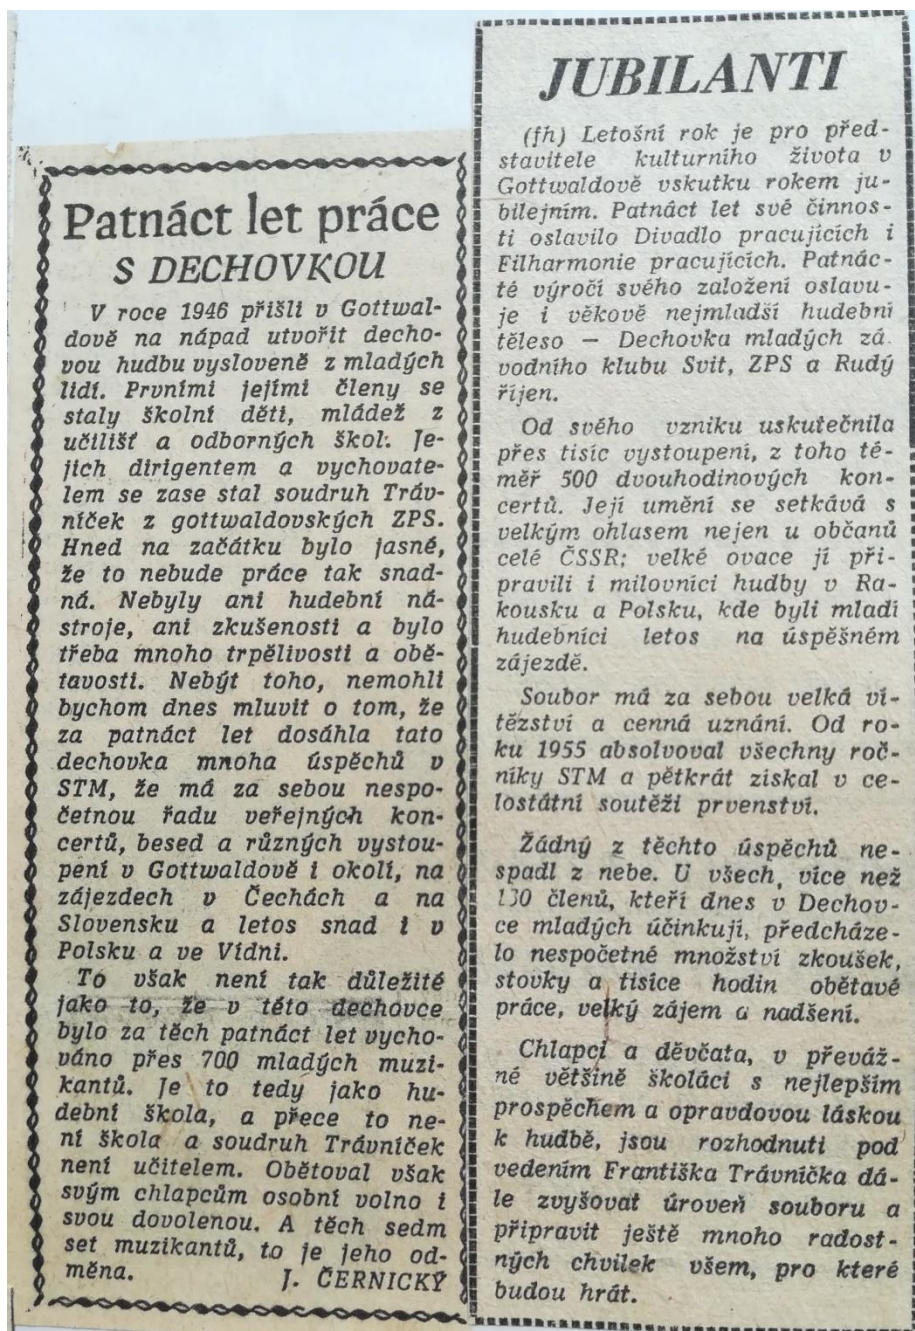 Patnáct let práce
S DECHOVKOU
V roce 1946 přišli v Gottwal-
dově na nápad utvořit decho-
vou hudbu vysloveně z mladých
lidí. Prvními jejími členy se
staly školní děti, mládež z
učilišť a odborných škol. Je-
jich dirigentem a vychovate-
lem se zase stal soudruh Tráv-
níček z gottwaldovských ZPS.
Hned na začátku bylo jasné,
že to nebude práce tak snad-
ná. Nebyly ani hudební ná-
stroje, ani zkušenosti a bylo
třeba mnoho trpělivosti a obě-
tavosti. Nebýt toho, nemohli
bychom dnes mluvit o tom, že
za patnáct let dosáhla tato
dechovka mnoha úspěchů v
STM, že má za sebou nespo-
četnou řadu veřejných kon-
certů, besed a různých vystou-
pení v Gottwaldově i okolí, na
zájezdech v Čechách a na
Slovensku a letos snad i v
Polsku a ve Vídni.
To však není tak důležité
jako to, že v této dechovce
bylo za těch patnáct let vycho-
váno přes 700 mladých muzi-
kantů. Je to tedy jako hu-
dební škola, a přece to ne-
ní škola a soudruh Trávníček
není učitelem. Obětoval však
svým chlapcům osobní volno i
svou dovolenou. A těch sedm
set muzikantů, to je jeho od-
měna. J. ČERNICKÝ
JUBILANTI
(fh) Letošní rok je pro před-
stavitele kulturního života v
Gottwaldově vskutku rokem ju-
bilejním. Patnáct let své činnos-
ti oslavilo Divadlo pracujících i
Filharmonie pracujících. Patnác-
té výročí svého založení oslavu-
je i věkově nejmladší hudební
těleso — Dechovka mladých zá-
vodního klubu Svit, ZPS a Rudý
říjen.
Od svého vzniku uskutečnila
přes tisíc vystoupení, z toho té-
měř 500 dvouhodinových kon-
certů. Její umění se setkává s
velkým ohlasem nejen u občanů
celé ČSSR; velké ovace jí při-
pravili i milovníci hudby v Ra-
kousku a Polsku, kde byli mladí
hudebníci letos na úspěšném
zájezdě.
Soubor má za sebou velká ví-
tězství a cenná uznání. Od ro-
ku 1955 absolvoval všechny roč-
níky STM a pětkrát získal v ce-
lostátní soutěži prvenství.
Žádný z těchto úspěchů ne-
spadl z nebe. U všech, více než
130 členů, kteří dnes v Dechov-
ce mladých účinkují, předcháze-
lo nespočetné množství zkoušek,
stovky a tisíce hodin obětavé
práce, velký zájem a nadšení.
Chlapci a děvčata, v převáž-
né většině školáci s nejlepším
prospěchem a opravdovou láskou
k hudbě, jsou rozhodnuti pod
vedením Františka Trávníčka dá-
le zvyšovat úroveň souboru a
připravit ještě mnoho radost-
ných chvilek všem, pro které
budou hrát.